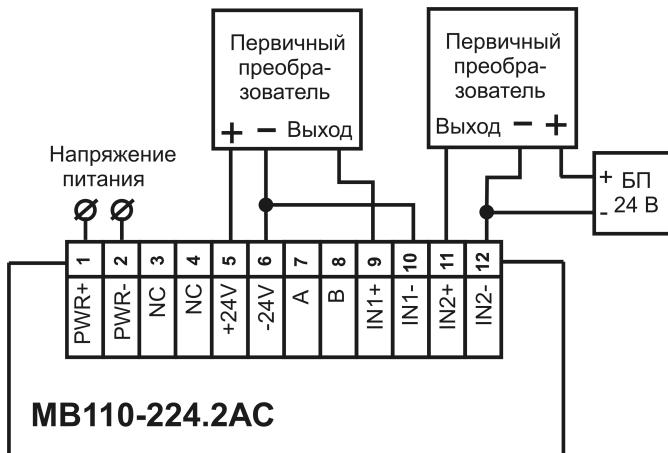 Первичный
преобра-
зователь
+ − Выход
Первичный
преобра-
зователь
Выход − +
Напряжение
питания
+ БП
- 24 В
1 2 3 4 5 6 7 8 9 10 11 12
PWR+ PWR- NC NC +24V -24V A B IN1+ IN1- IN2+ IN2-
МВ110-224.2АС